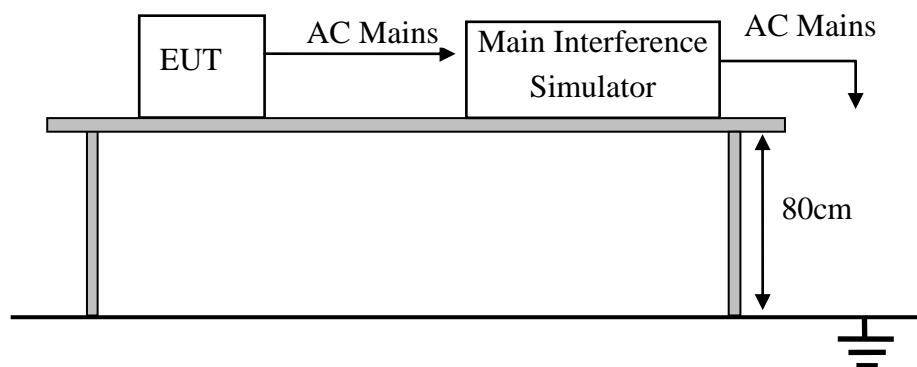 EUT
AC Mains
Main Interference
Simulator
AC Mains
80cm